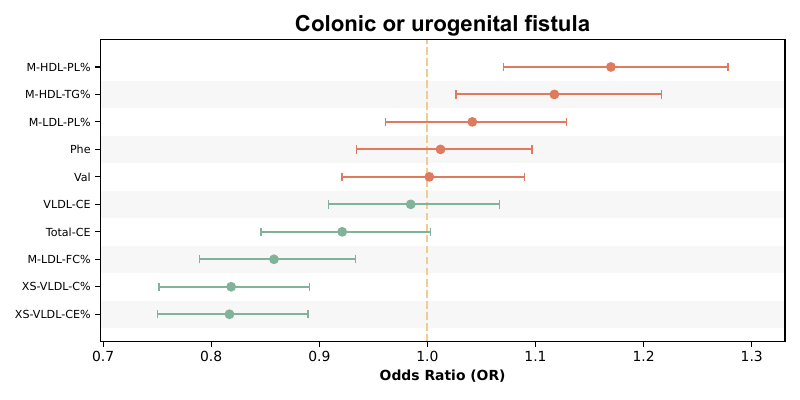 Colonic or urogenital fistula
M-HDL-PL%
M-HDL-TG%
M-LDL-PL%
Phe
Val
VLDL-CE
Total-CE
M-LDL-FC%
XS-VLDL-C%
XS-VLDL-CE%
0.7 0.8 0.9 1.0 1.1 1.2 1.3
Odds Ratio (OR)